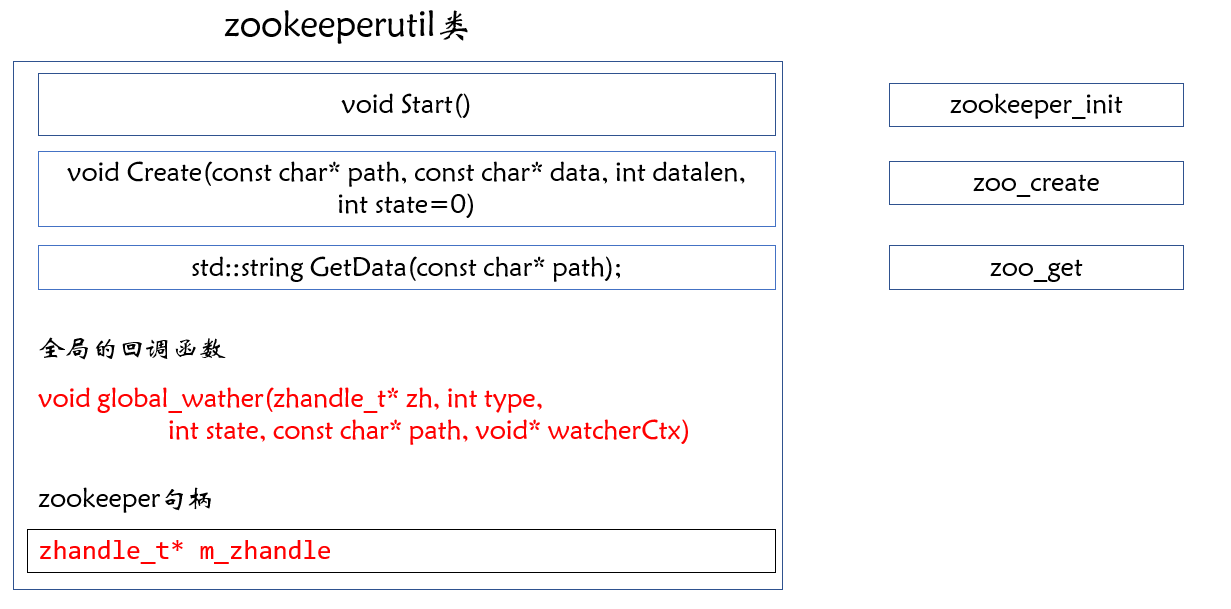 zookeeperutil类
void Start()
zookeeper_init
void Create(const char* path, const char* data, int datalen,
int state=0)
zoo_create
std::string GetData(const char* path);
zoo_get
全局的回调函数
void global_wather(zhandle_t* zh, int type,
int state, const char* path, void* watcherCtx)
zookeeper句柄
zhandle_t* m_zhandle